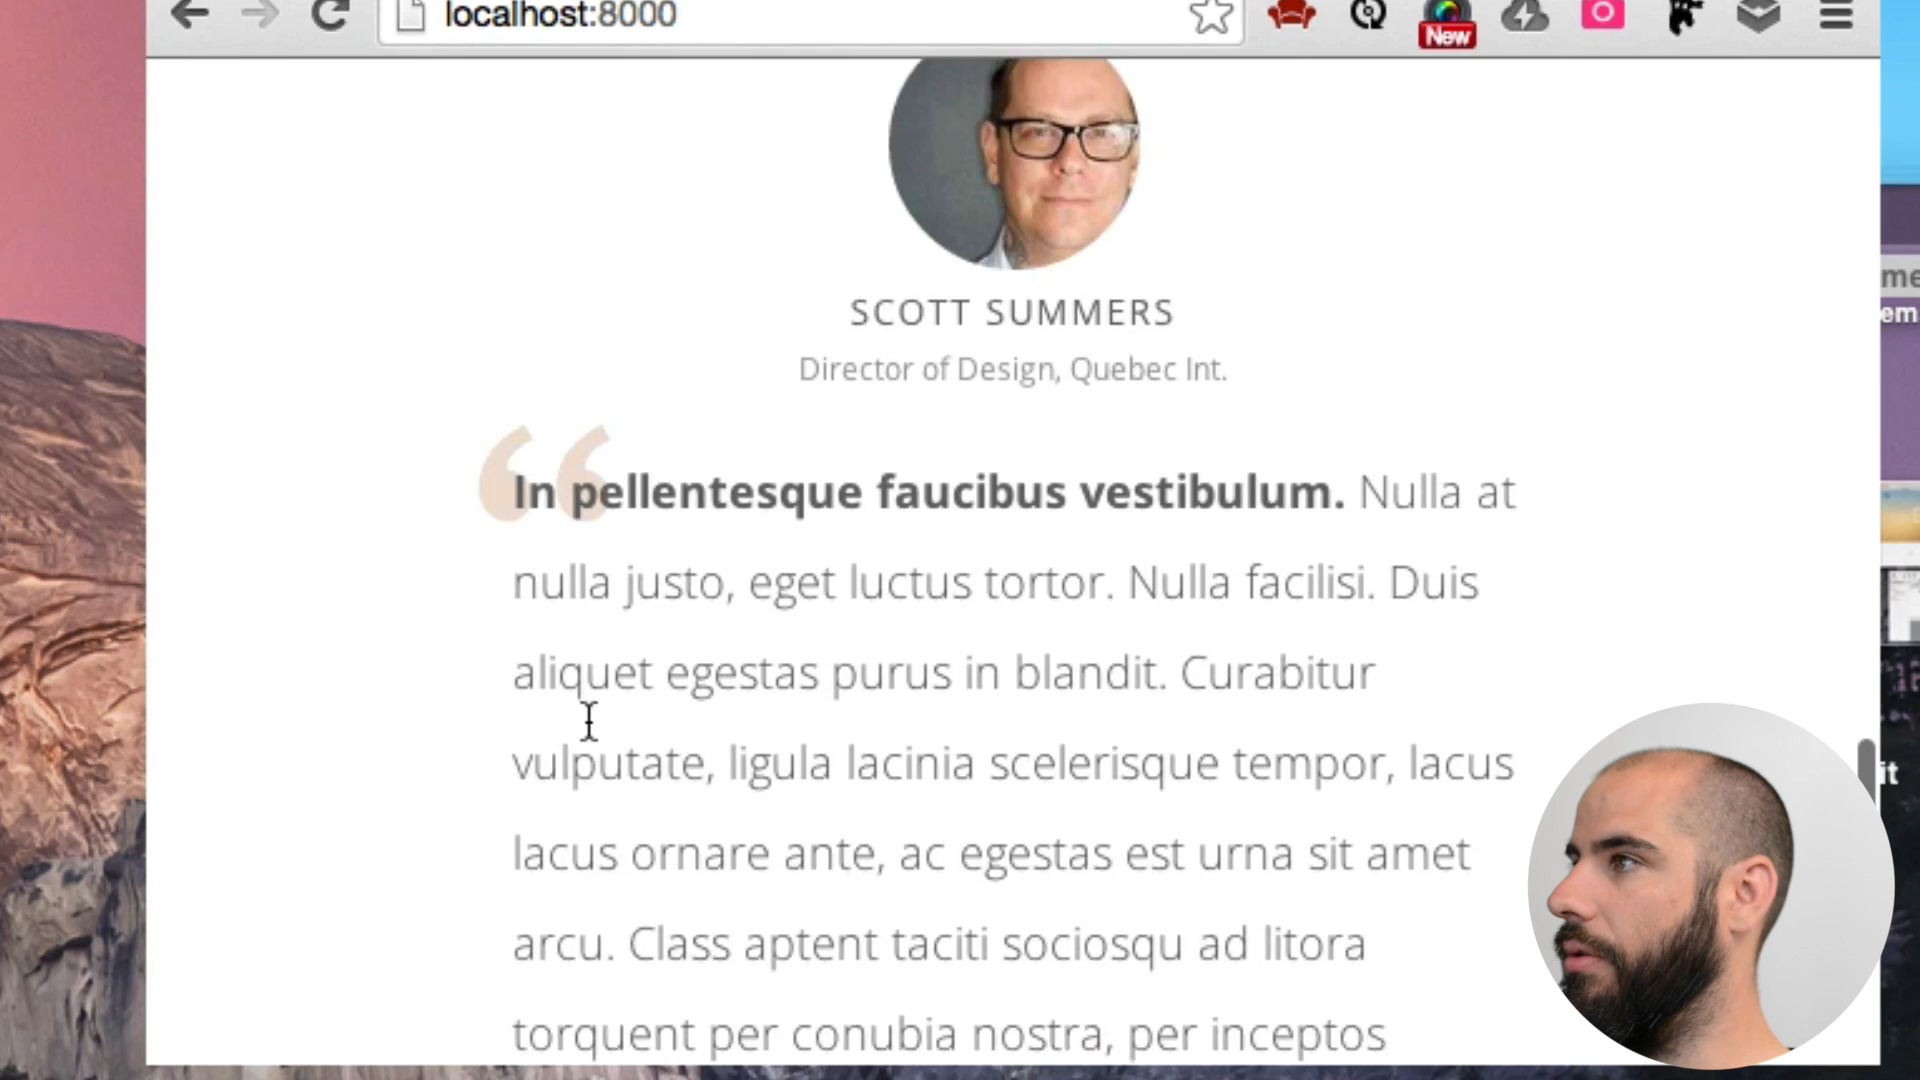 localhost:8000
New
SCOTT SUMMERS
Director of Design, Quebec Int.
“
In pellentesque faucibus vestibulum. Nulla at
nulla justo, eget luctus tortor. Nulla facilisi. Duis
aliquet egestas purus in blandit. Curabitur
vulputate, ligula lacinia scelerisque tempor, lacus
lacus ornare ante, ac egestas est urna sit amet
arcu. Class aptent taciti sociosqu ad litora
torquent per conubia nostra, per inceptos
me
em
it